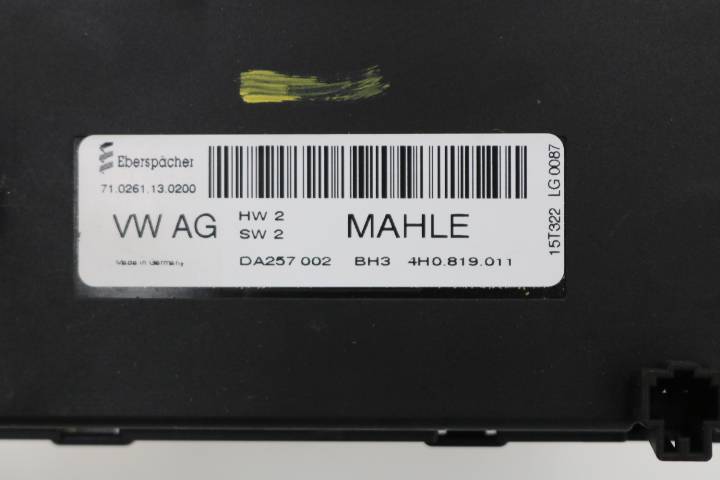 Eberspächer
71.0261.13.0200
VW AG
HW 2
SW 2
MAHLE
Made in Germany
DA257 002 BH3 4H0.819.011
15T322 LG 0087